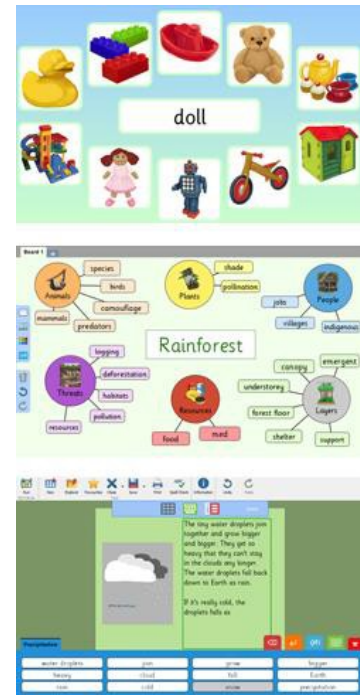 doll
Board 1
species
birds
camouflage
mammals
predators
Animals
shade
pollination
Plants
jobs
villages
indigenous
People
Rainforest
logging
deforestation
habitats
pollution
resources
Threats
Resources
food
med
canopy
emergent
understorey
forest floor
shelter
support
Layers
The tiny water droplets join
together and grow bigger
and bigger. They get so
heavy that they can't stay
in the clouds any longer.
The water droplets fall back
down to Earth as rain.
If it's really cold, the
droplets falls as
Precipitation
water droplets
join
grow
bigger
heavy
cloud
fall
Earth
rain
cold
snow
precipitation